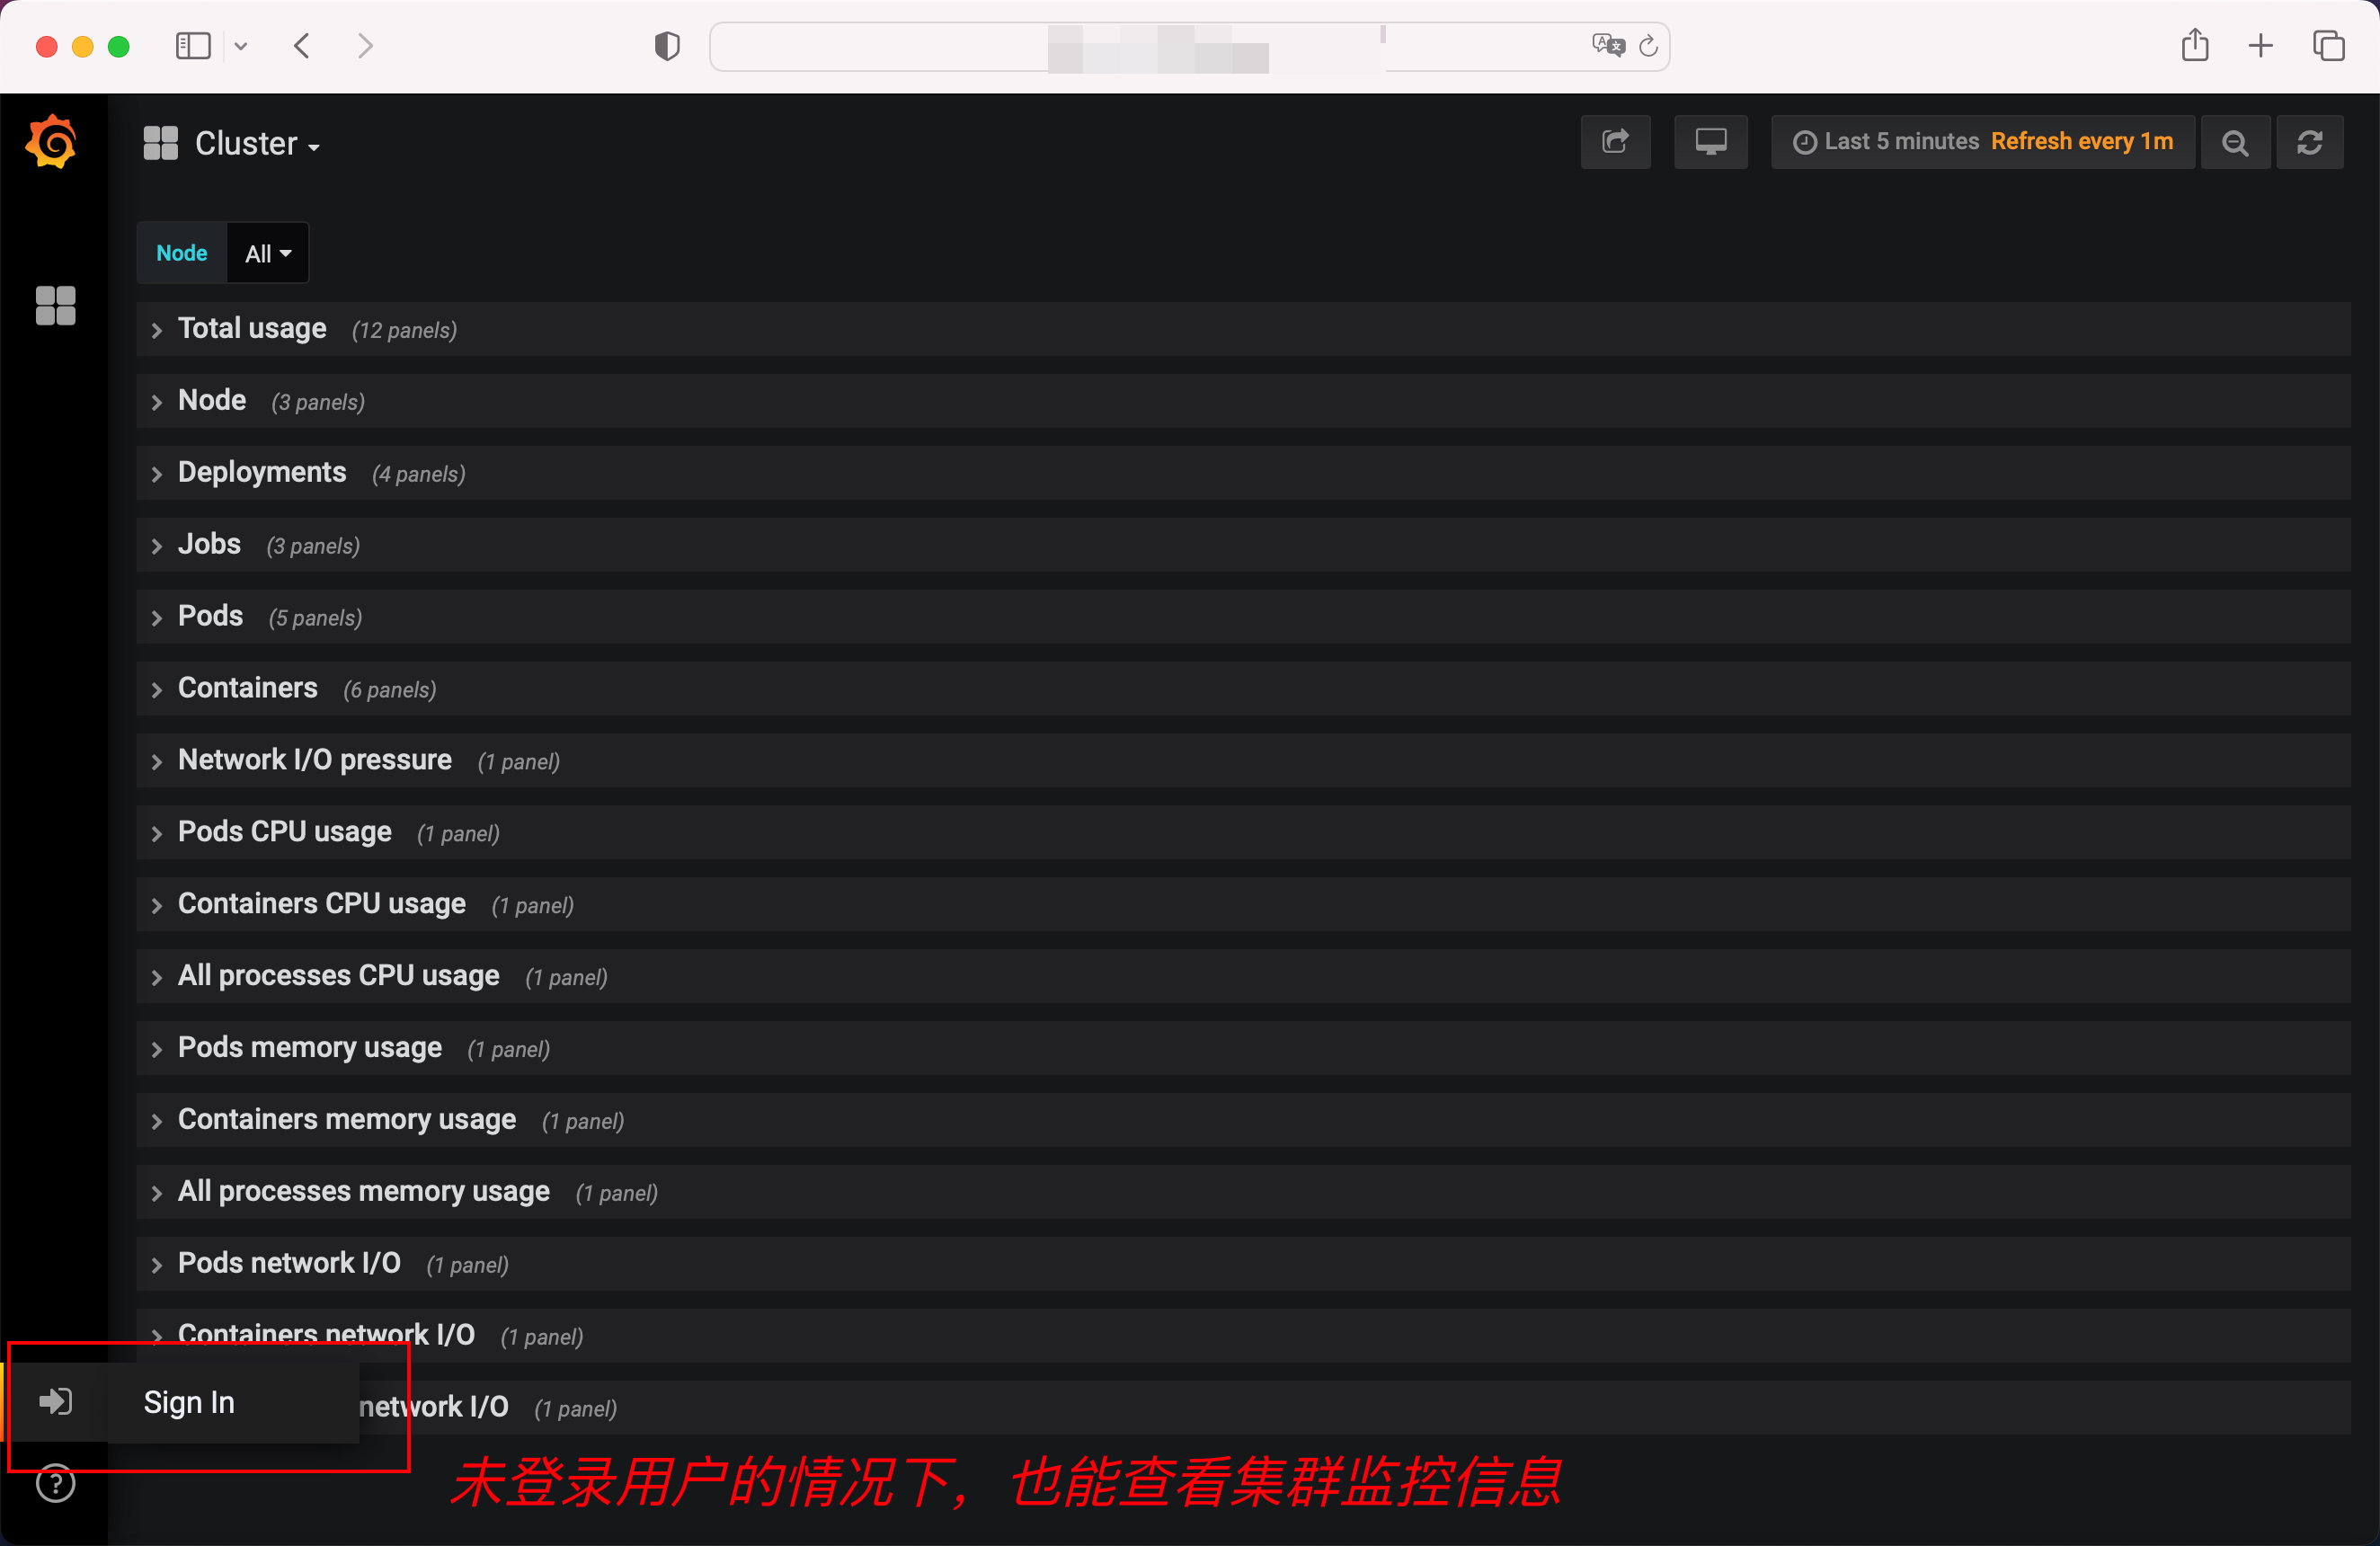 Cluster
Last 5 minutes Refresh every 1m
Node All
Total usage (12 panels)
Node (3 panels)
Deployments (4 panels)
Jobs (3 panels)
Pods (5 panels)
Containers (6 panels)
Network I/O pressure (1 panel)
Pods CPU usage (1 panel)
Containers CPU usage (1 panel)
All processes CPU usage (1 panel)
Pods memory usage (1 panel)
Containers memory usage (1 panel)
All processes memory usage (1 panel)
Pods network I/O (1 panel)
Containers network I/O (1 panel)
Sign In
network I/O (1 panel)
未登录用户的情况下，也能查看集群监控信息